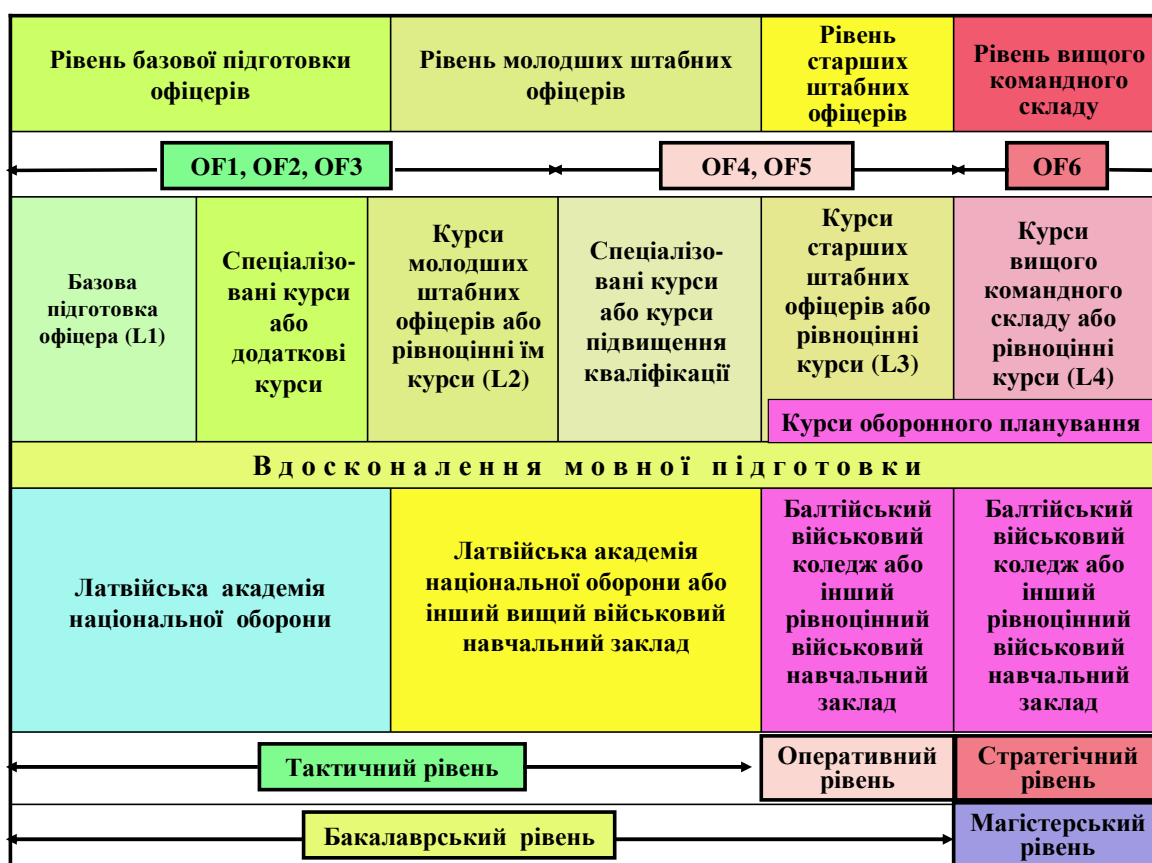 Рівень базової підготовки
офіцерів
Рівень молодших штабних
офіцерів
Рівень
старших
штабних
офіцерів
Рівень вищого
командного
складу
OF1, OF2, OF3
OF4, OF5
OF6
Базова
підготовка
офіцера (L1)
Спеціалізо-
вані курси
або
додаткові
курси
Курси
молодших
штабних
офіцерів або
рівноцінні їм
курси (L2)
Спеціалізо-
вані курси
або курси
підвищення
кваліфікації
Курси
старших
штабних
офіцерів або
рівноцінні
курси (L3)
Курси
вищого
командного
складу або
рівноцінні
курси (L4)
Курси оборонного планування
Вдосконалення мовної підготовки
Латвійська академія
національної оборони
Латвійська академія
національної оборони або
інший вищий військовий
навчальний заклад
Балтійський
військовий
коледж або
інший
рівноцінний
військовий
навчальний
заклад
Балтійський
військовий
коледж або
інший
рівноцінний
військовий
навчальний
заклад
Тактичний рівень
Оперативний
рівень
Стратегічний
рівень
Бакалаврський рівень
Магістерський
рівень